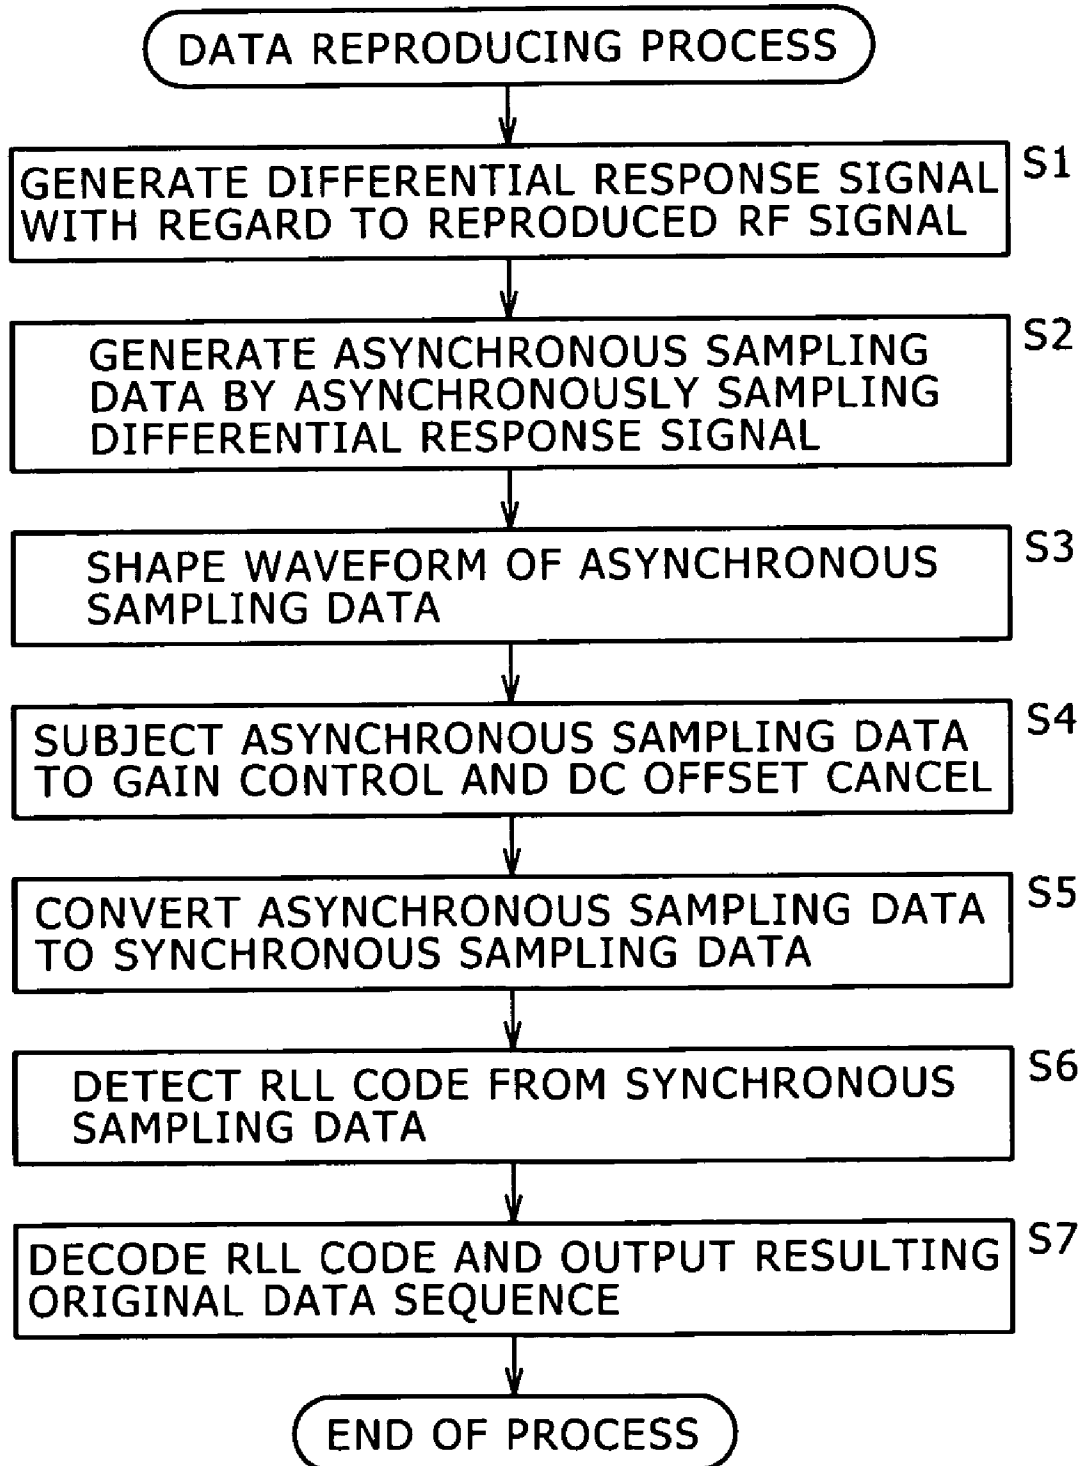 DATA REPRODUCING PROCESS
S1
GENERATE DIFFERENTIAL RESPONSE SIGNAL
WITH REGARD TO REPRODUCED RF SIGNAL
S2
GENERATE ASYNCHRONOUS SAMPLING
DATA BY ASYNCHRONOUSLY SAMPLING
DIFFERENTIAL RESPONSE SIGNAL
S3
SHAPE WAVEFORM OF ASYNCHRONOUS
SAMPLING DATA
S4
SUBJECT ASYNCHRONOUS SAMPLING DATA
TO GAIN CONTROL AND DC OFFSET CANCEL
S5
CONVERT ASYNCHRONOUS SAMPLING DATA
TO SYNCHRONOUS SAMPLING DATA
S6
DETECT RLL CODE FROM SYNCHRONOUS
SAMPLING DATA
S7
DECODE RLL CODE AND OUTPUT RESULTING
ORIGINAL DATA SEQUENCE
END OF PROCESS